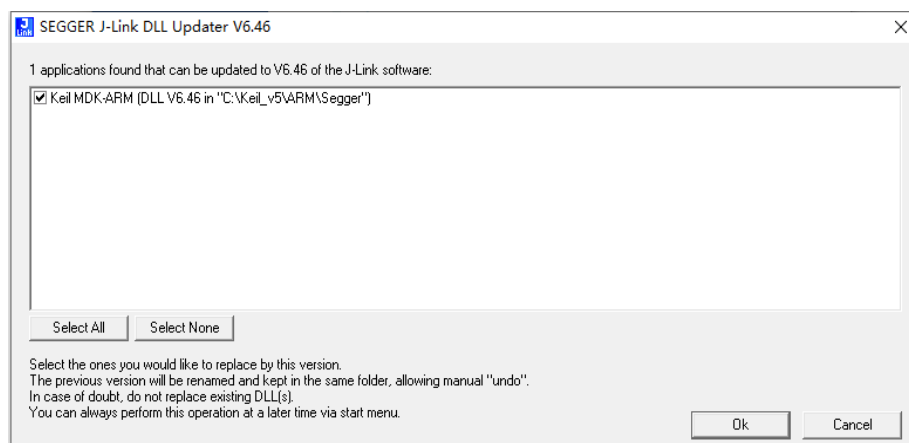 J
Link
SEGGER J-Link DLL Updater V6.46
1 applications found that can be updated to V6.46 of the J-Link software:
Keil MDK-ARM (DLL V6.46 in "C:\Keil_v5\ARM\Segger")
Select All
Select None
Select the ones you would like to replace by this version.
The previous version will be renamed and kept in the same folder, allowing manual "undo".
In case of doubt, do not replace existing DLL(s).
You can always perform this operation at a later time via start menu.
Ok
Cancel